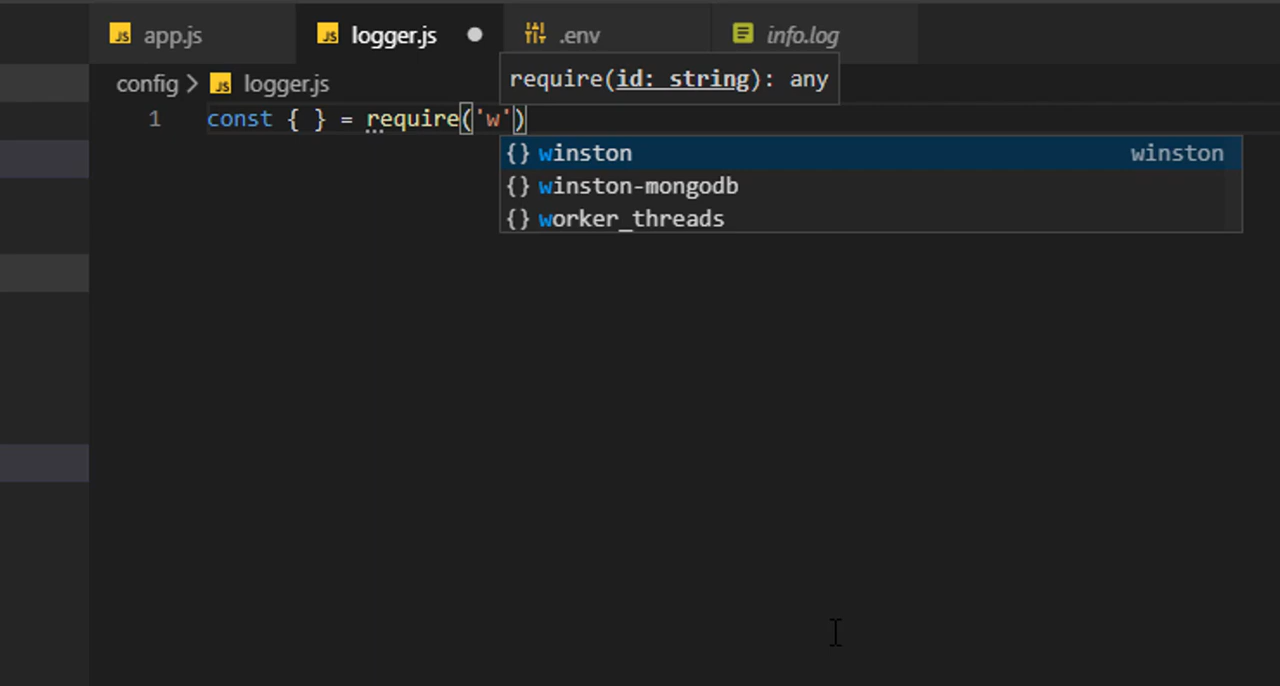 JS app.js JS logger.js .env info.log
config > JS logger.js
require(id: string): any
1 const { } = require('w')
{} winston winston
{} winston-mongodb
{} worker_threads